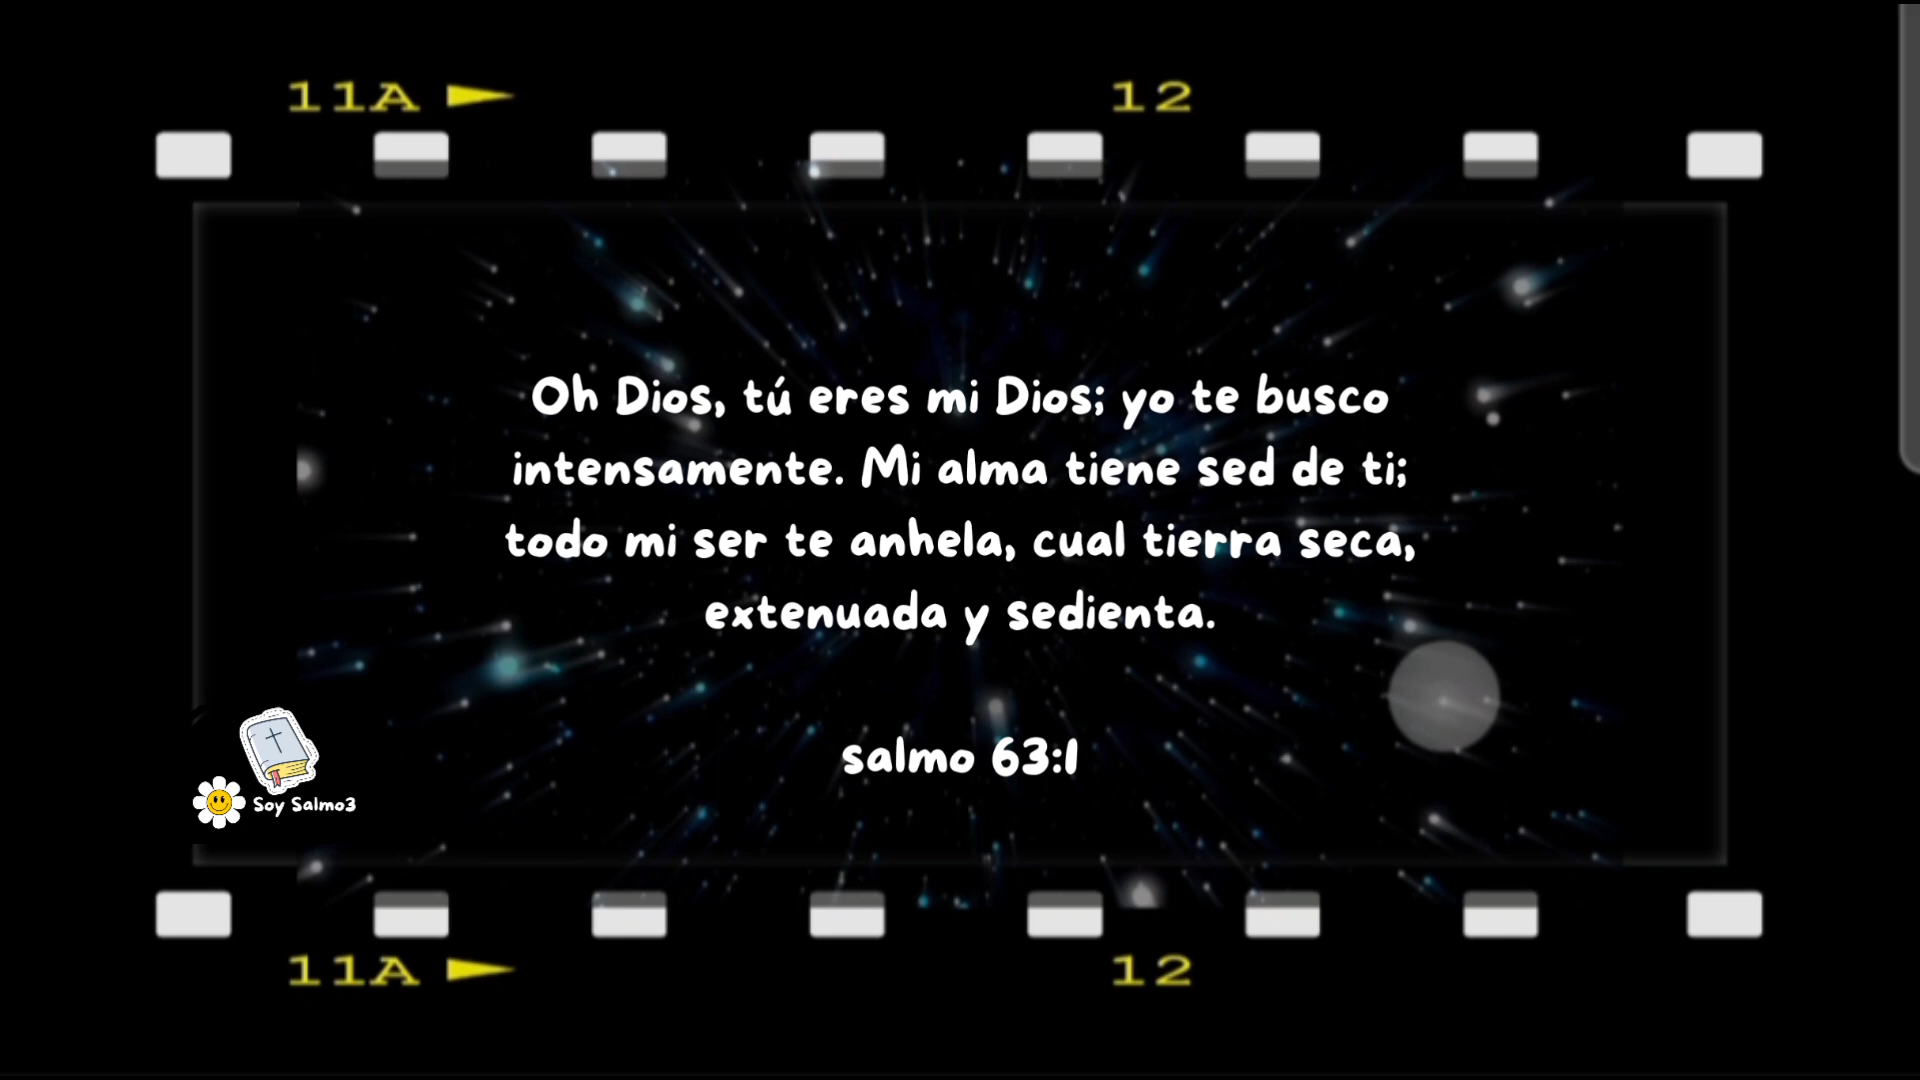 11A 12
Oh Dios, tú eres mi Dios; yo te busco
intensamente. Mi alma tiene sed de ti;
todo mi ser te anhela, cual tierra seca,
extenuada y sedienta.
salmo 63:1
Soy Salmo3
11A 12